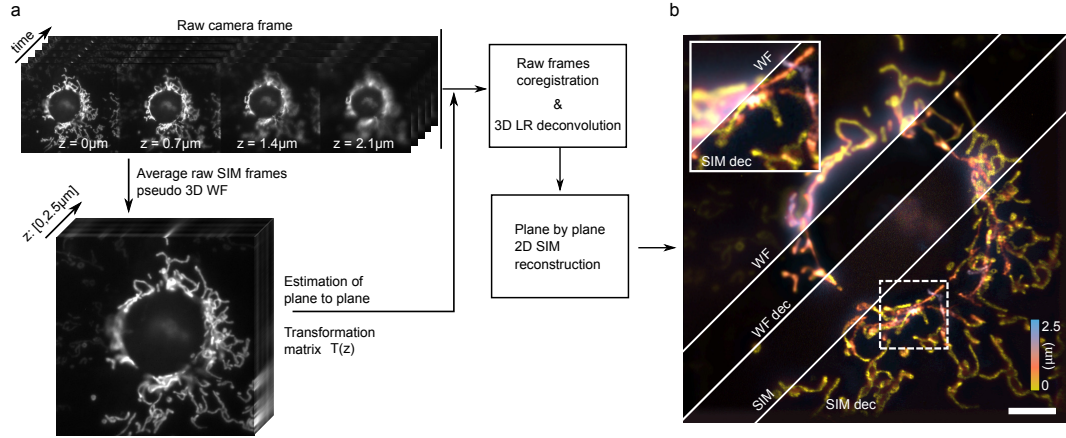 a
Raw camera frame
time
z = 0μm
z = 0.7μm
z = 1.4μm
z = 2.1μm
Average raw SIM frames
pseudo 3D WF
z: [0,2.5μm]
Estimation of
plane to plane
Transformation
matrix T(z)
Raw frames
coregistration
&
3D LR deconvolution
Plane by plane
2D SIM
reconstruction
b
WF
SIM dec
WF
WF dec
SIM
SIM dec
2.5
(μm)
0